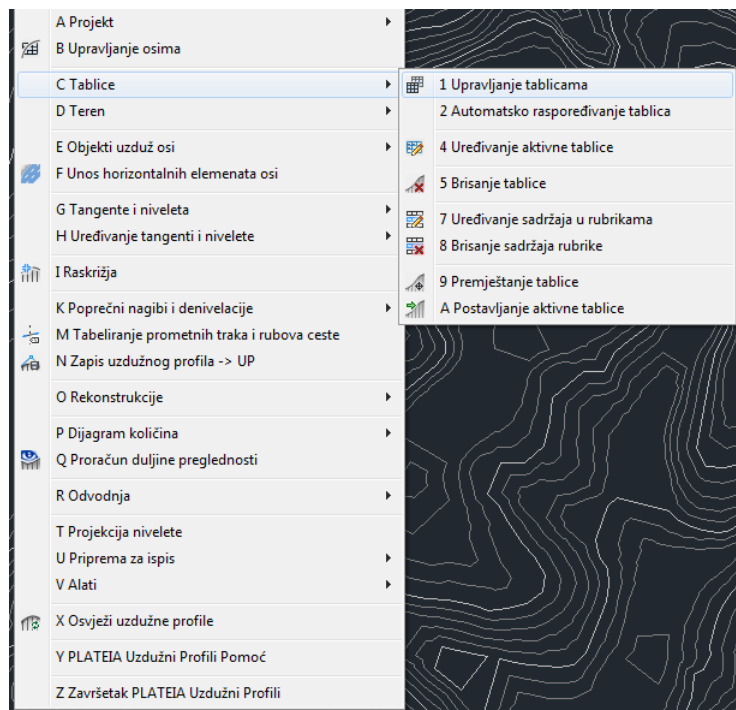 A Projekt
B Upravljanje osima
C Tablice
D Teren
E Objekti uzduž osi
F Unos horizontalnih elemenata osi
G Tangente i niveleta
H Uređivanje tangenti i nivelete
I Raskrižja
K Poprečni nagibi i denivelacije
M Tabeliranje prometnih traka i rubova ceste
N Zapis uzdužnog profila -> UP
O Rekonstrukcije
P Dijagram količina
Q Proračun duljine preglednosti
R Odvodnja
T Projekcija nivelete
U Priprema za ispis
V Alati
X Osvježi uzdužne profile
Y PLATEIA Uzdužni Profili Pomoć
Z Završetak PLATEIA Uzdužni Profili
1 Upravljanje tablicama
2 Automatsko raspoređivanje tablica
4 Uređivanje aktivne tablice
5 Brisanje tablice
7 Uređivanje sadržaja u rubrikama
8 Brisanje sadržaja rubrike
9 Premještanje tablice
A Postavljanje aktivne tablice